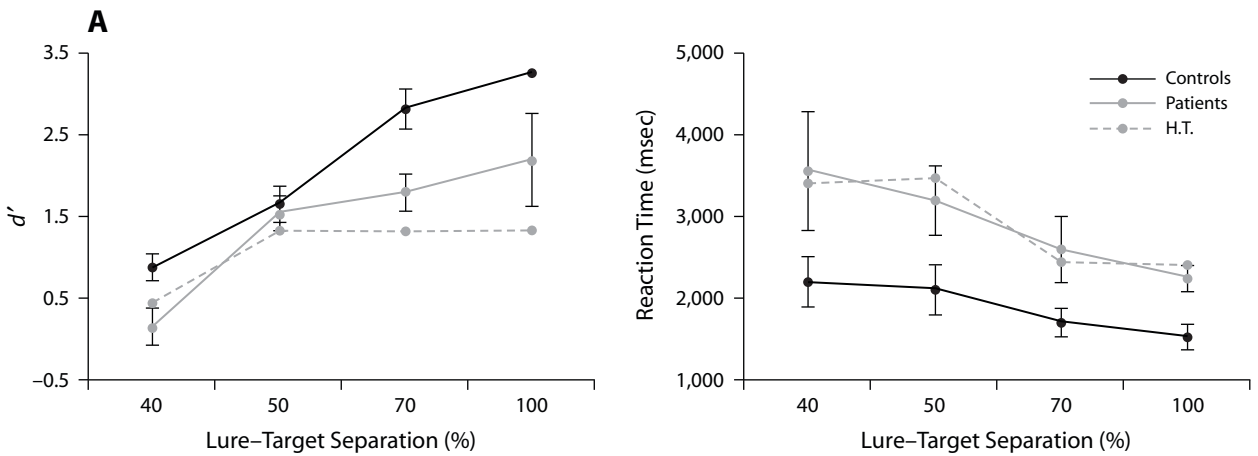 A
3.5
2.5
1.5
0.5
–0.5
d′
40 50 70 100
Lure–Target Separation (%)
5,000
4,000
3,000
2,000
1,000
Reaction Time (msec)
Controls
Patients
H.T.
40 50 70 100
Lure–Target Separation (%)